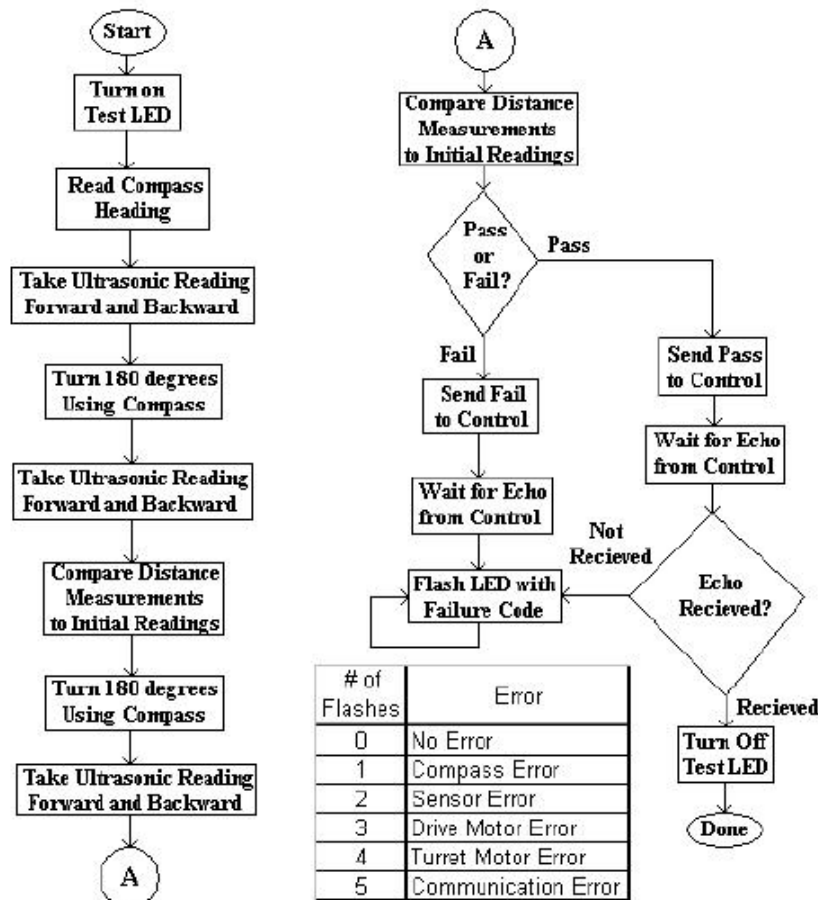 Start
Turn on
Test LED
Read Compass
Heading
Take Ultrasonic Reading
Forward and Backward
Turn 180 degrees
Using Compass
Take Ultrasonic Reading
Forward and Backward
Compare Distance
Measurements
to Initial Readings
Turn 180 degrees
Using Compass
Take Ultrasonic Reading
Forward and Backward
A
A
Compare Distance
Measurements
to Initial Readings
Pass
or
Fail?
Pass
Fail
Send Fail
to Control
Wait for Echo
from Control
Flash LED with
Failure Code
Send Pass
to Control
Wait for Echo
from Control
Echo
Recieved?
Not
Recieved
Recieved
Turn Off
Test LED
Done
# of
Flashes
Error
0 No Error
1 Compass Error
2 Sensor Error
3 Drive Motor Error
4 Turret Motor Error
5 Communication Error